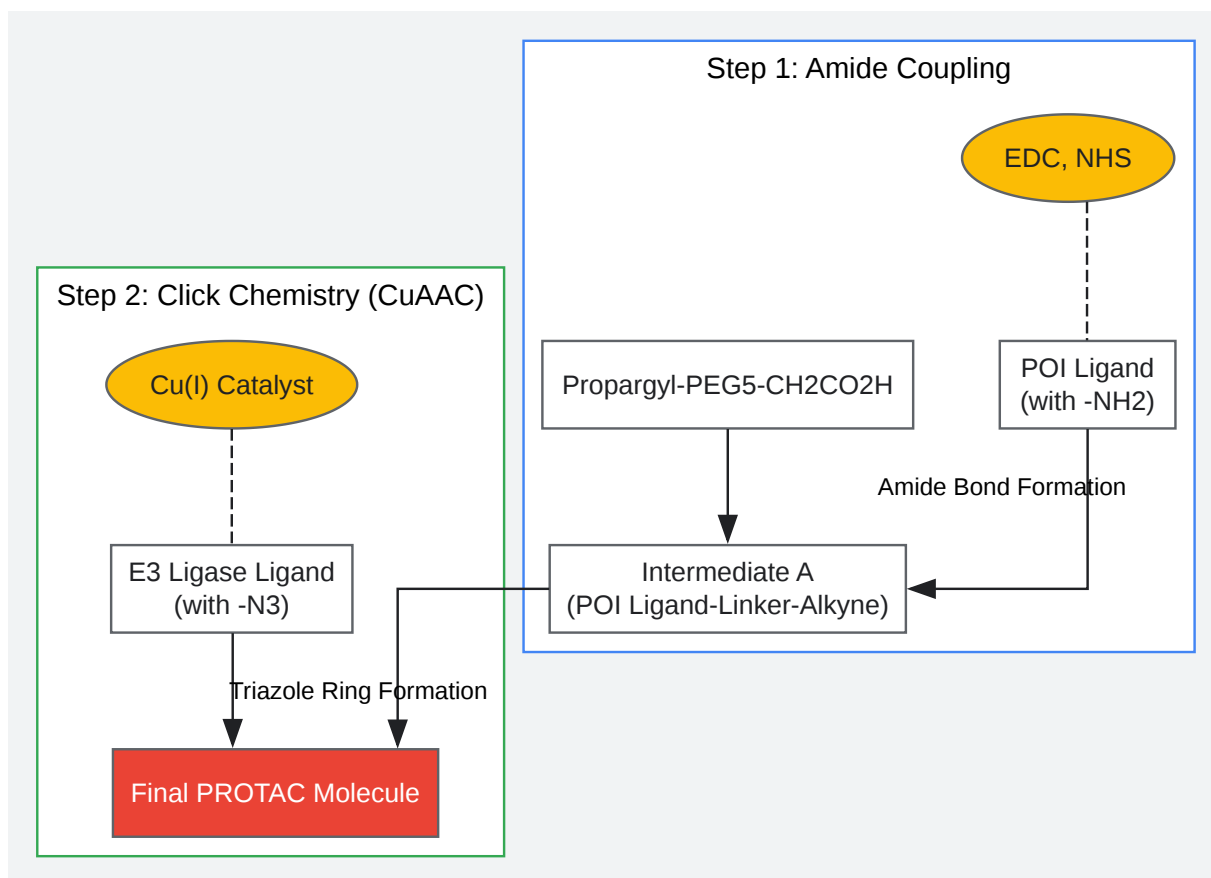 Step 1: Amide Coupling
EDC, NHS
Propargyl-PEG5-CH2CO2H
POI Ligand
(with -NH2)
Amide Bond Formation
Intermediate A
(POI Ligand-Linker-Alkyne)
Step 2: Click Chemistry (CuAAC)
Cu(I) Catalyst
E3 Ligase Ligand
(with -N3)
Triazole Ring Formation
Final PROTAC Molecule